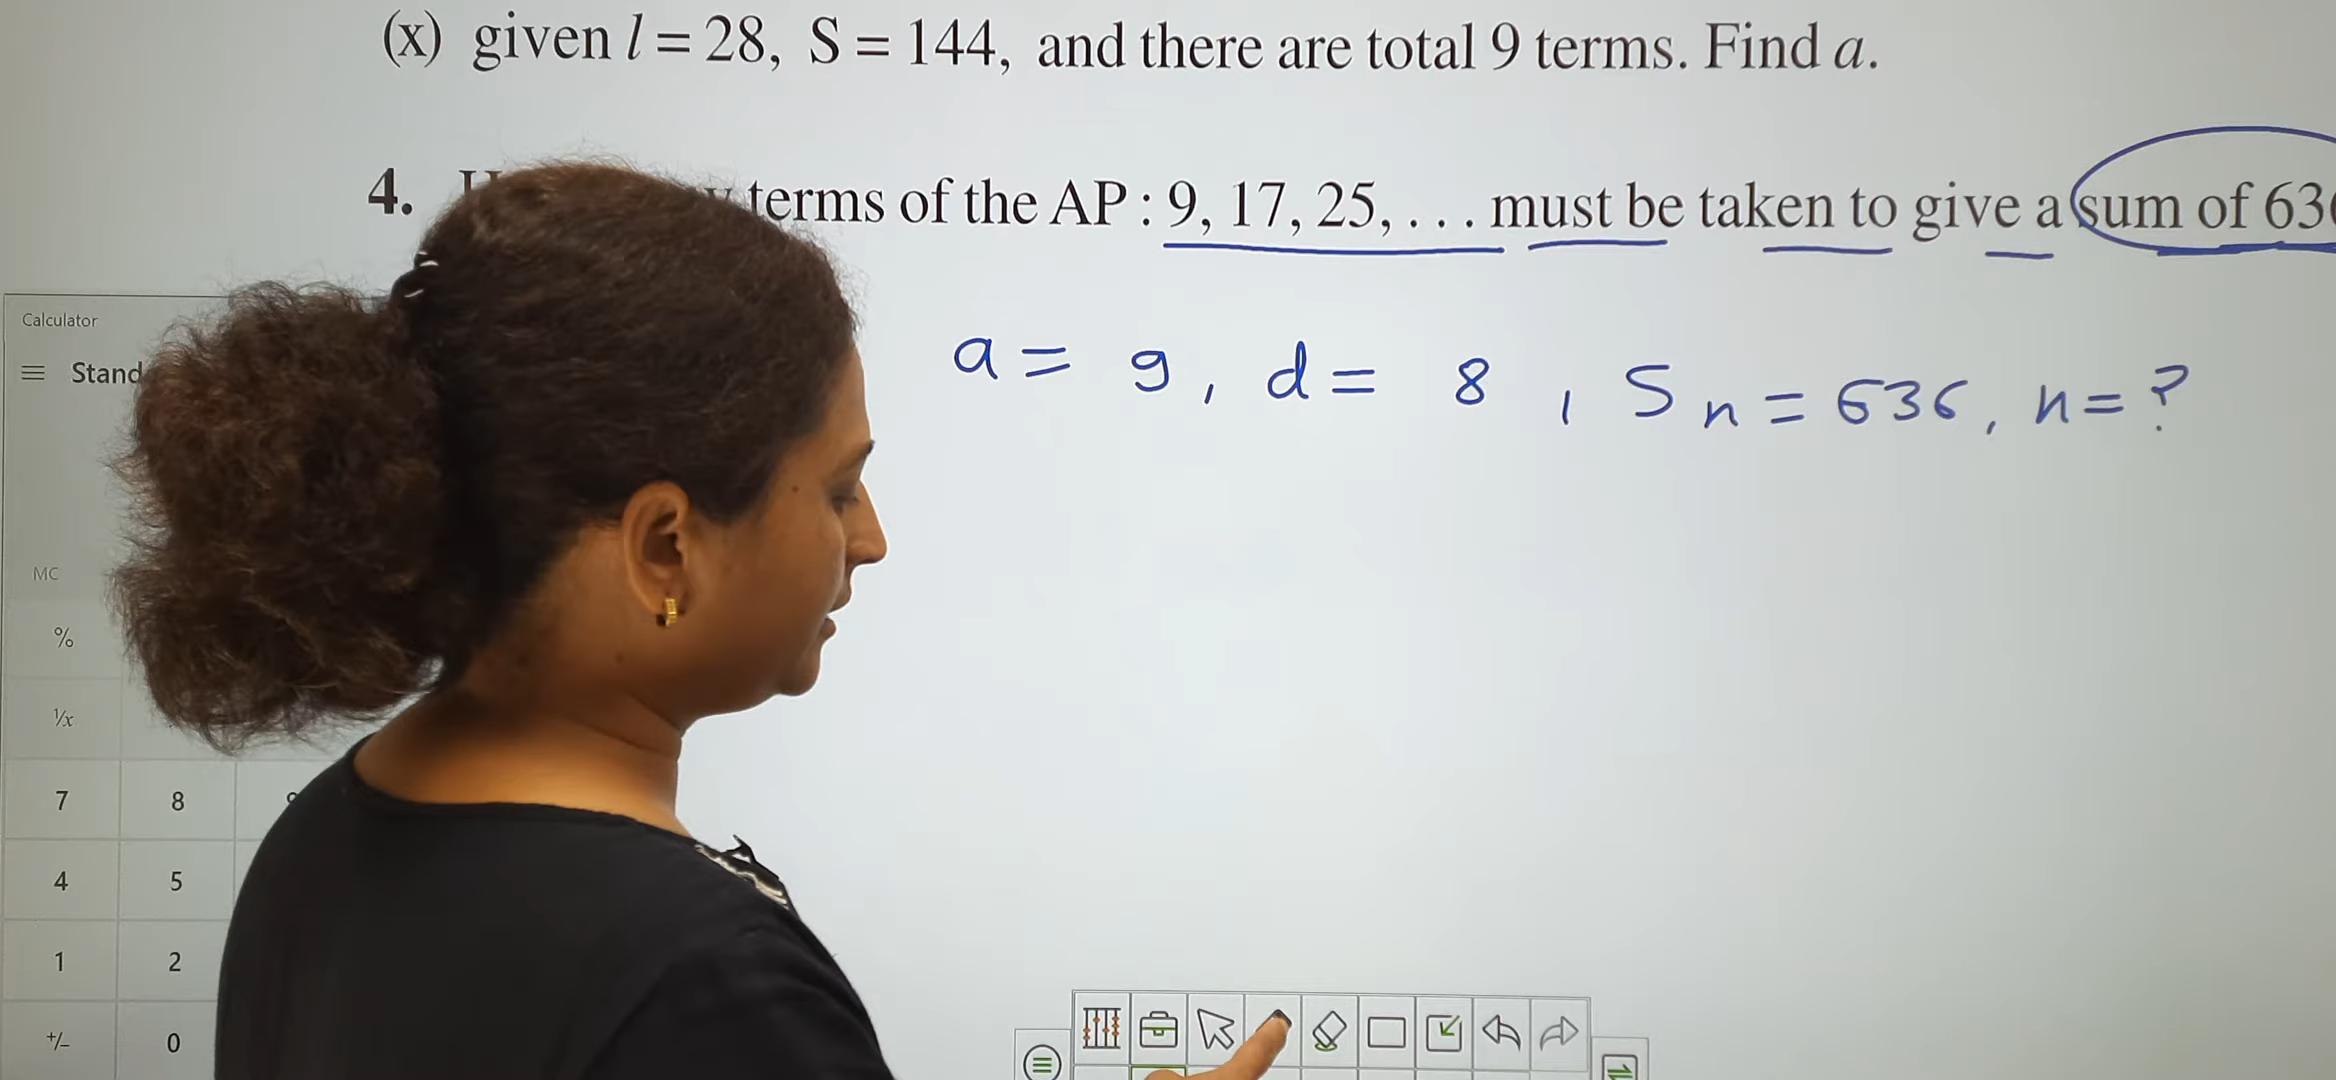 (x) given l = 28, S = 144, and there are total 9 terms. Find a.
4. terms of the AP : 9, 17, 25, . . . must be taken to give a sum of 63
a = 9, d = 8, Sn = 636, n = ?
Calculator
Stand
MC
%
1/x
7 8
4 5
1 2
+/- 0